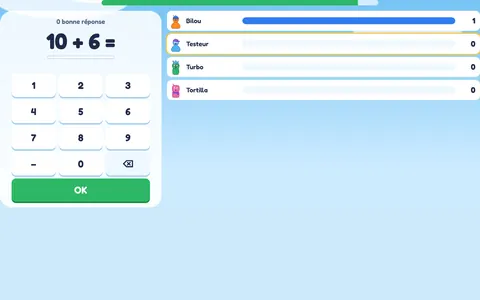 0 bonne réponse
10 + 6 =
1 2 3
4 5 6
7 8 9
– 0
OK
Bilou 1
Testeur 0
Turbo 0
Tortilla 0